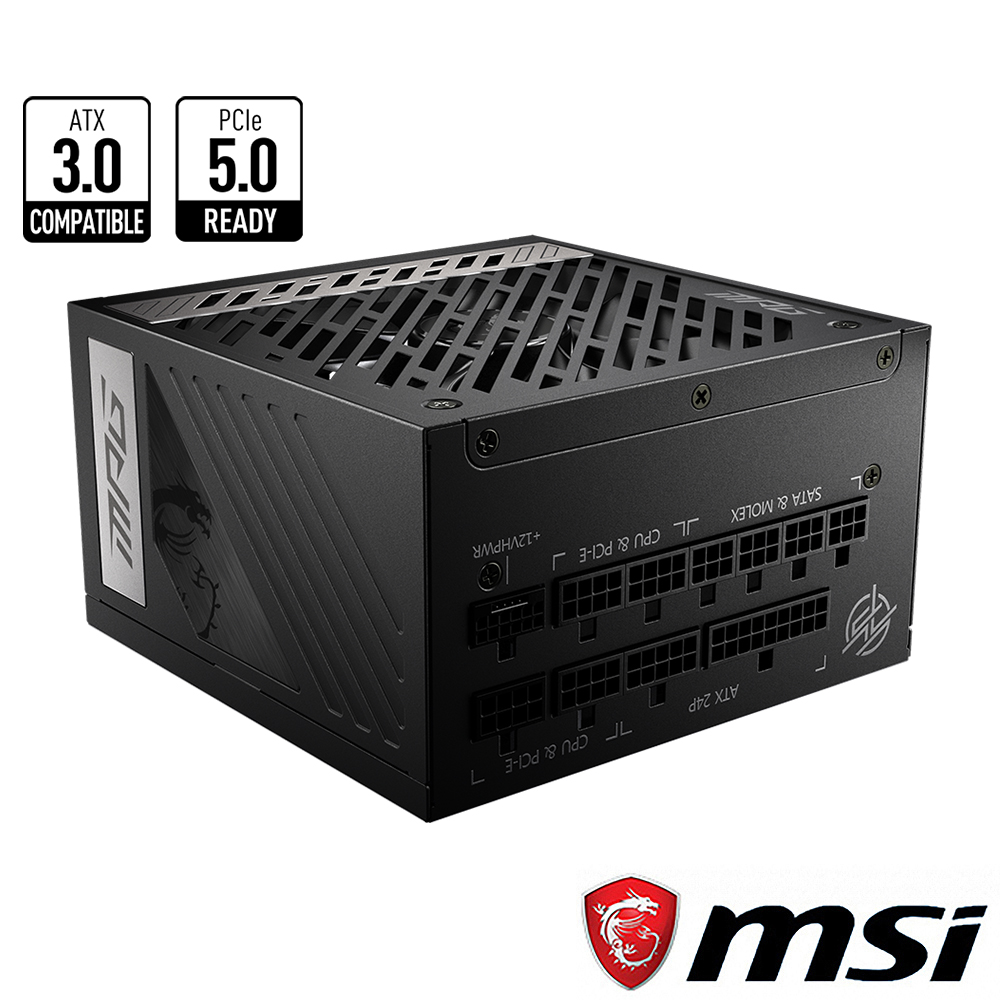 ATX
3.0
COMPATIBLE
PCIe
5.0
READY
MPG
MPG
+12VHPWR
CPU & PCI-E
SATA & MOLEX
CPU & PCI-E
ATX 24P
msi